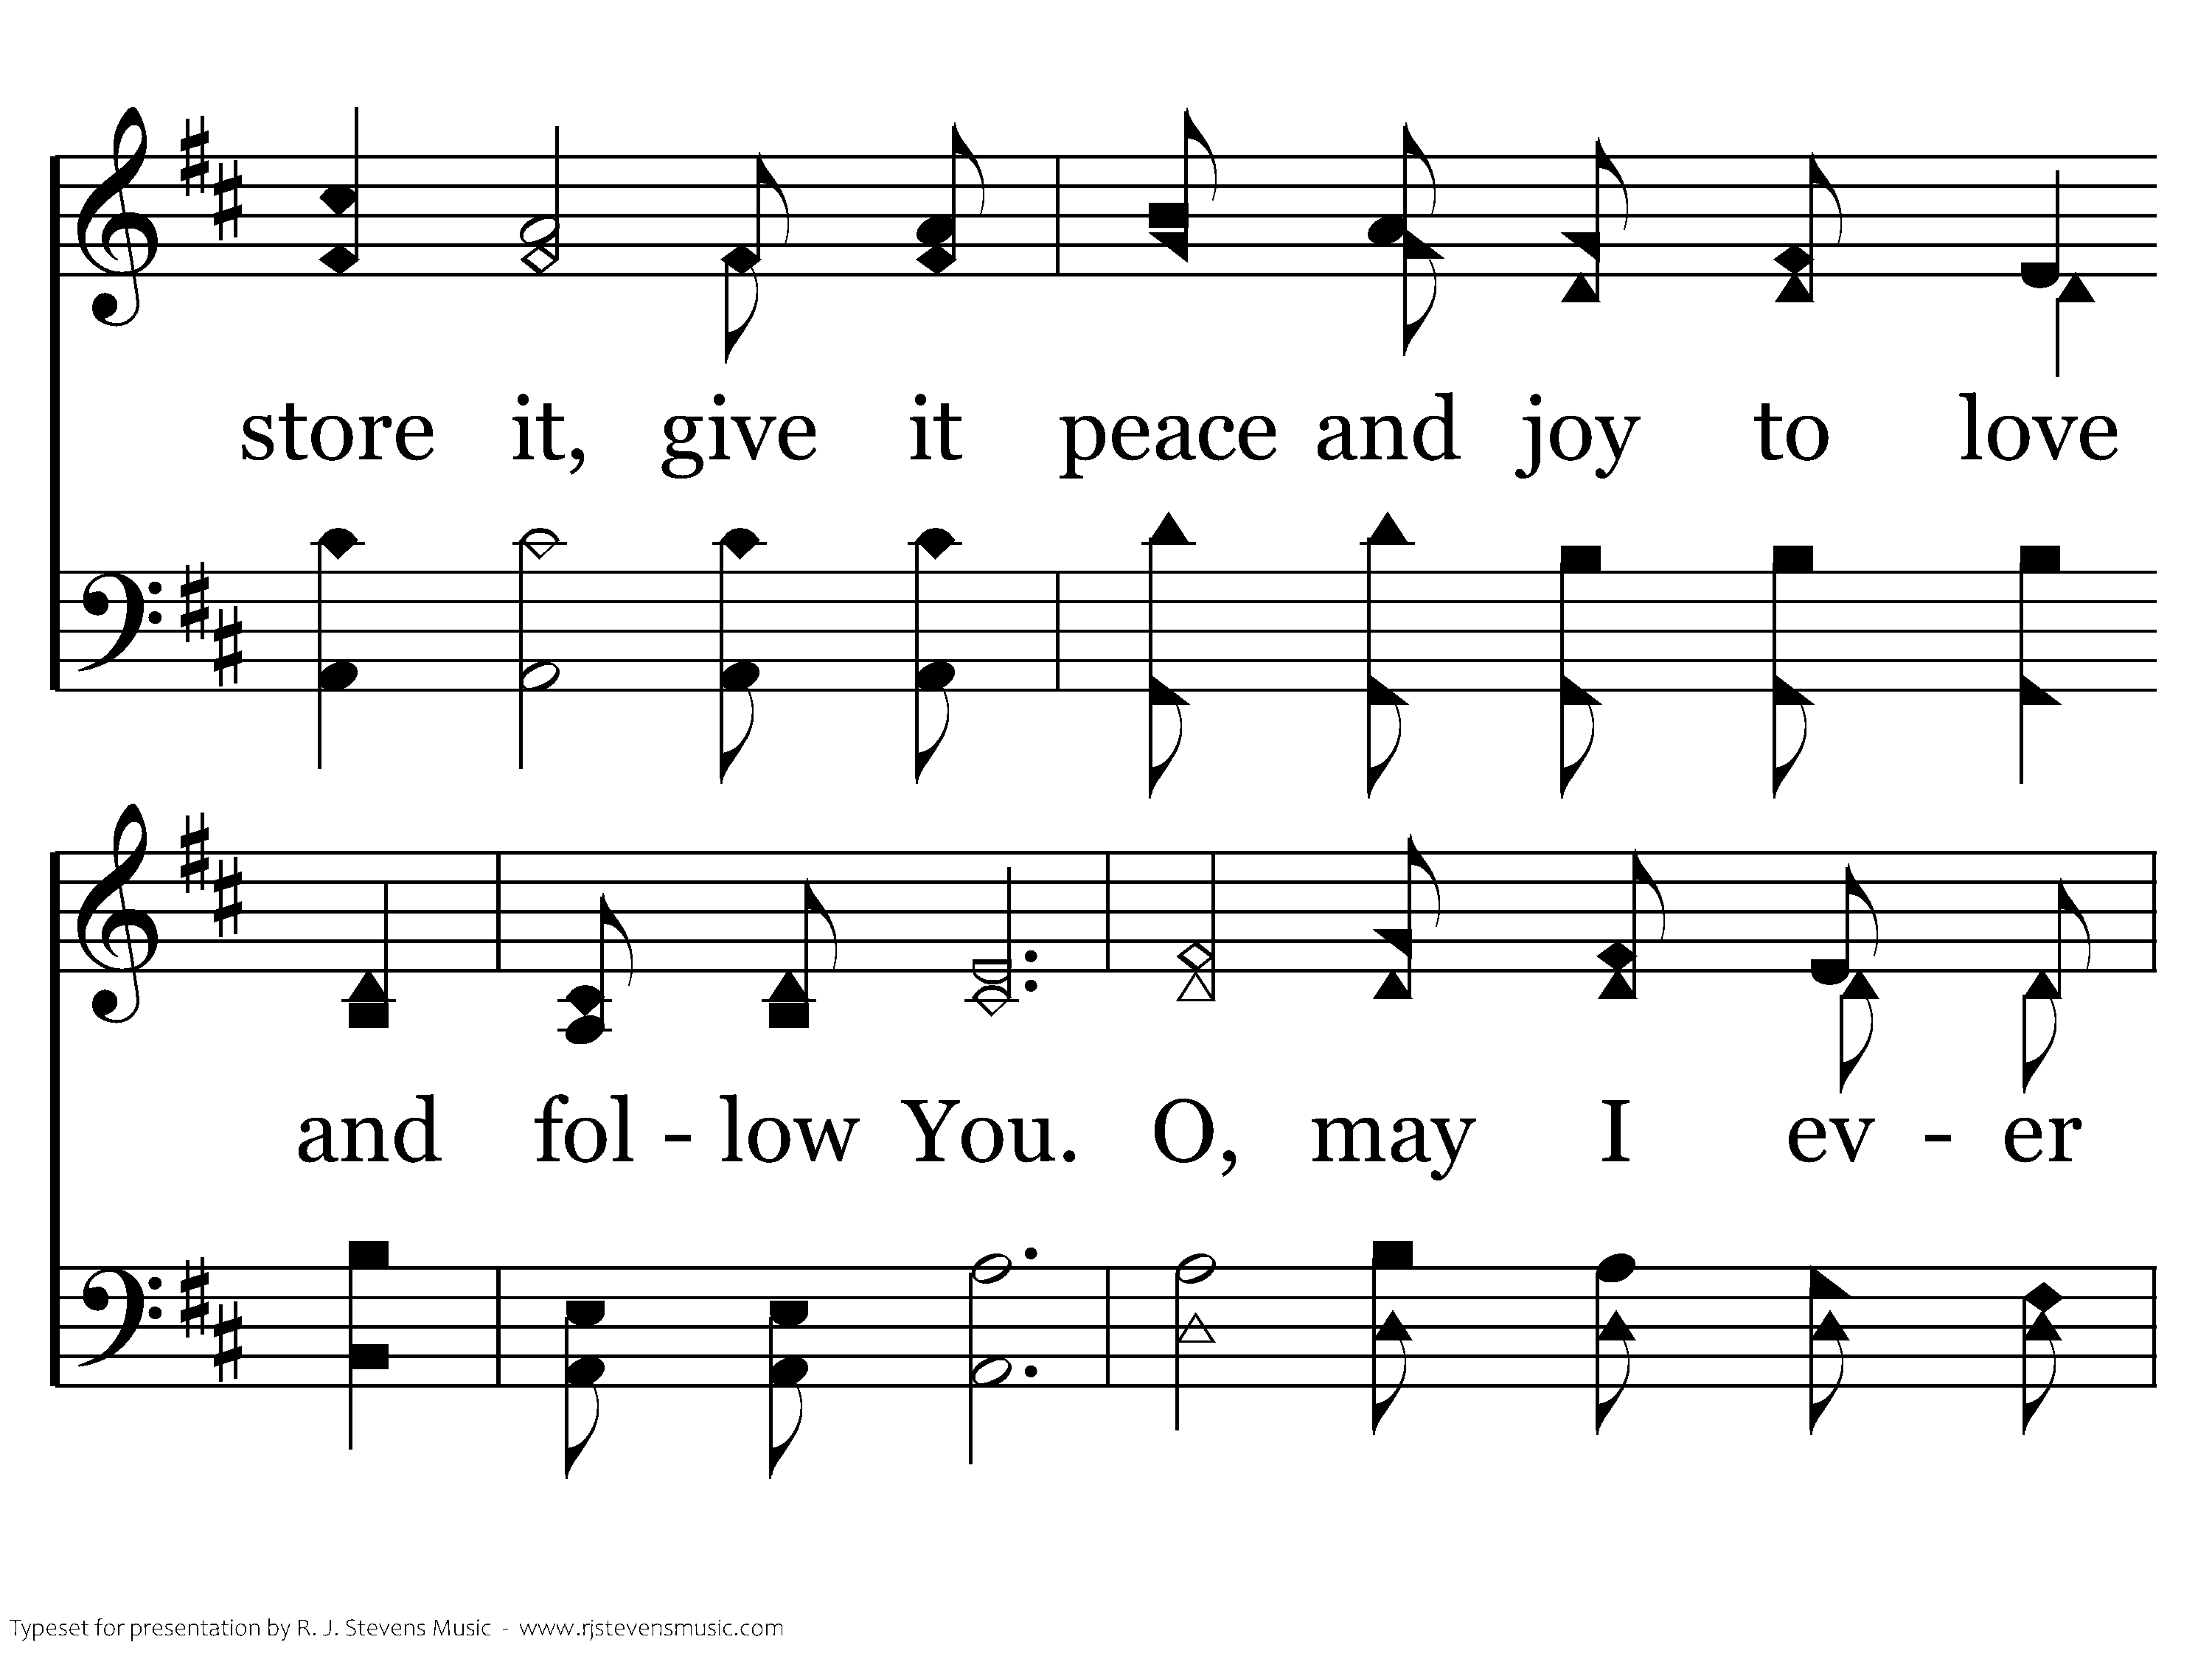 store it, give it peace and joy to love
and fol - low You. O, may I ev - er
Typeset for presentation by R. J. Stevens Music - www.rjstevensmusic.com